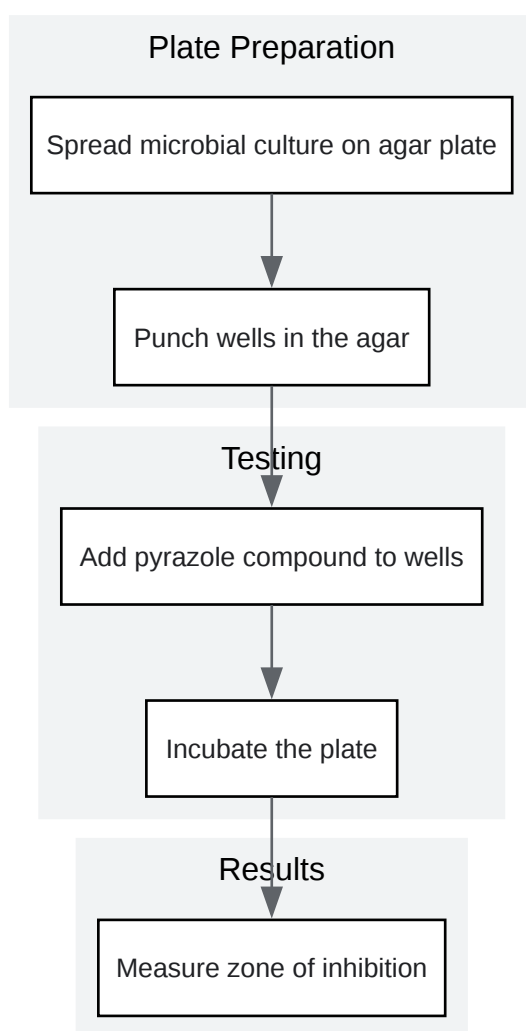 Plate Preparation
Spread microbial culture on agar plate
Punch wells in the agar
Testing
Add pyrazole compound to wells
Incubate the plate
Results
Measure zone of inhibition